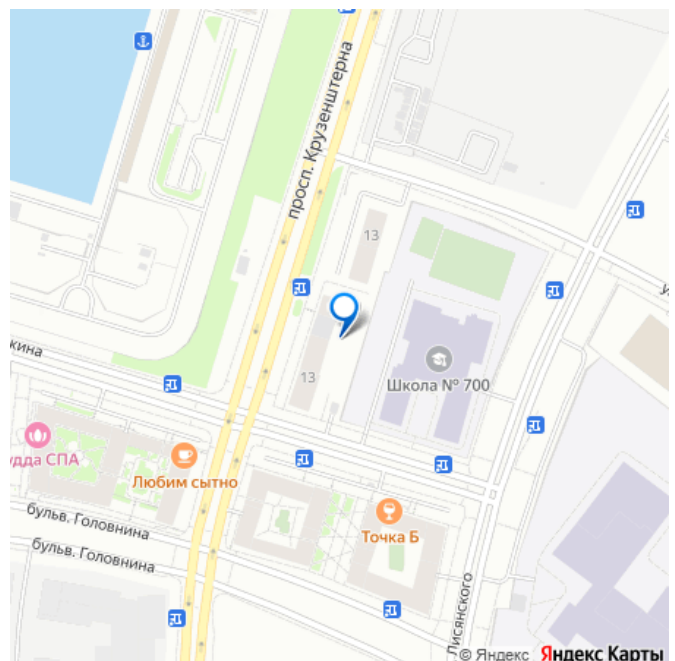 просп. Крузенштерна
13
13
Школа № 700
кина
удда СПА
Любим сытно
Точка Б
бульв. Головнина
бульв. Головнина
Лисянского
© Яндекс Яндекс Карты